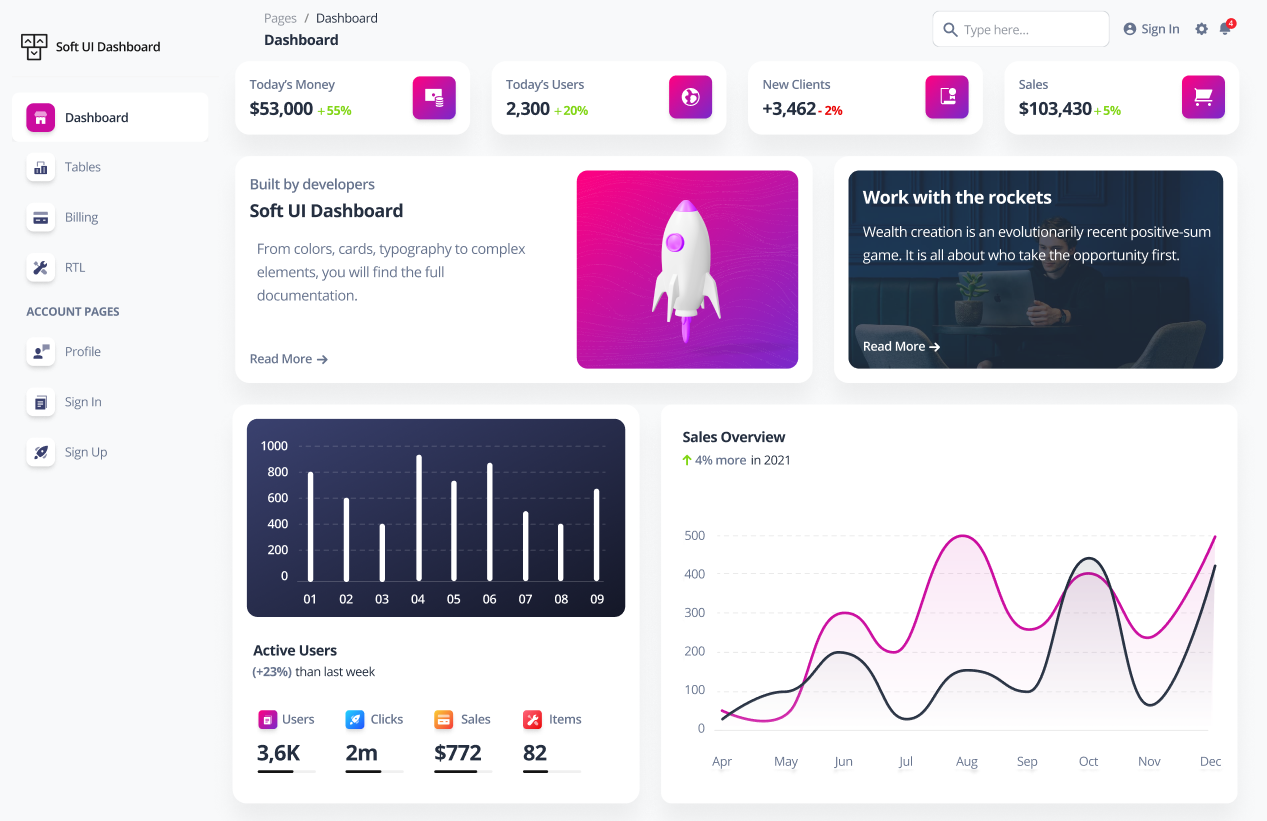 Soft UI Dashboard
Dashboard
Tables
Billing
RTL
ACCOUNT PAGES
Profile
Sign In
Sign Up
Pages / Dashboard
Dashboard
Type here...
Sign In
4
Today's Money
$53,000 +55%
Today's Users
2,300 +20%
New Clients
+3,462 - 2%
Sales
$103,430 +5%
Built by developers
Soft UI Dashboard
From colors, cards, typography to complex
elements, you will find the full
documentation.
Read More
Work with the rockets
Wealth creation is an evolutionarily recent positive-sum
game. It is all about who take the opportunity first.
Read More
1000
800
600
400
200
0
01 02 03 04 05 06 07 08 09
Active Users
(+23%) than last week
Users
3,6K
Clicks
2m
Sales
$772
Items
82
Sales Overview
4% more in 2021
500
400
300
200
100
0
Apr May Jun Jul Aug Sep Oct Nov Dec